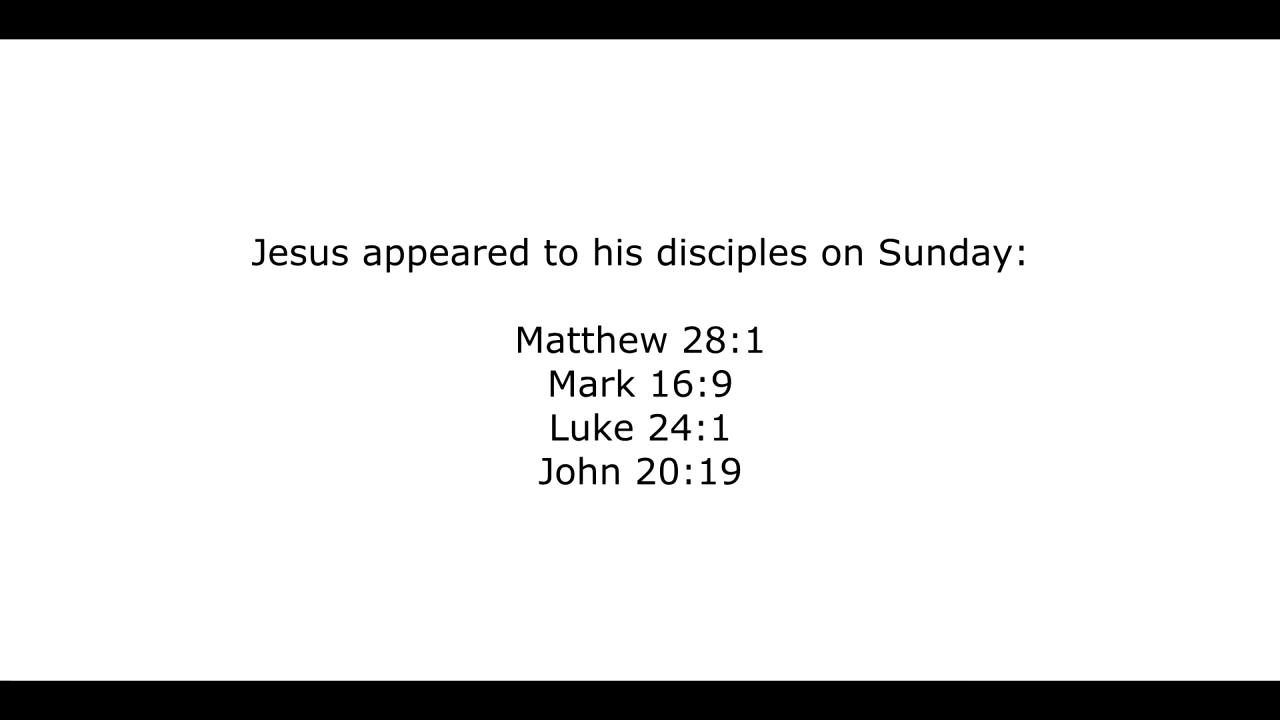 Jesus appeared to his disciples on Sunday:
Matthew 28:1
Mark 16:9
Luke 24:1
John 20:19